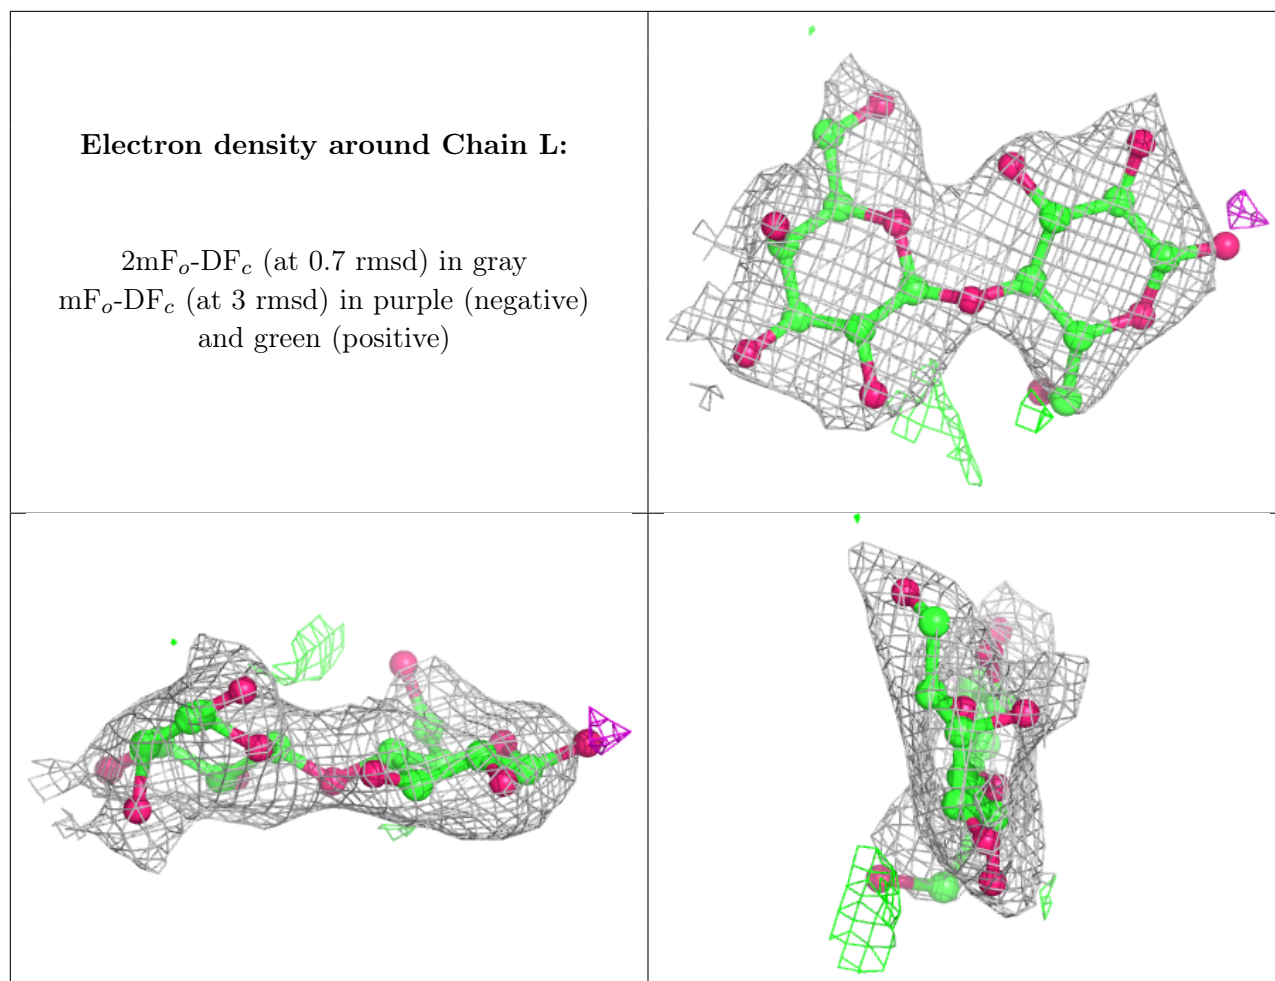 Electron density around Chain L:
2mFo-DFc (at 0.7 rmsd) in gray
mFo-DFc (at 3 rmsd) in purple (negative)
and green (positive)